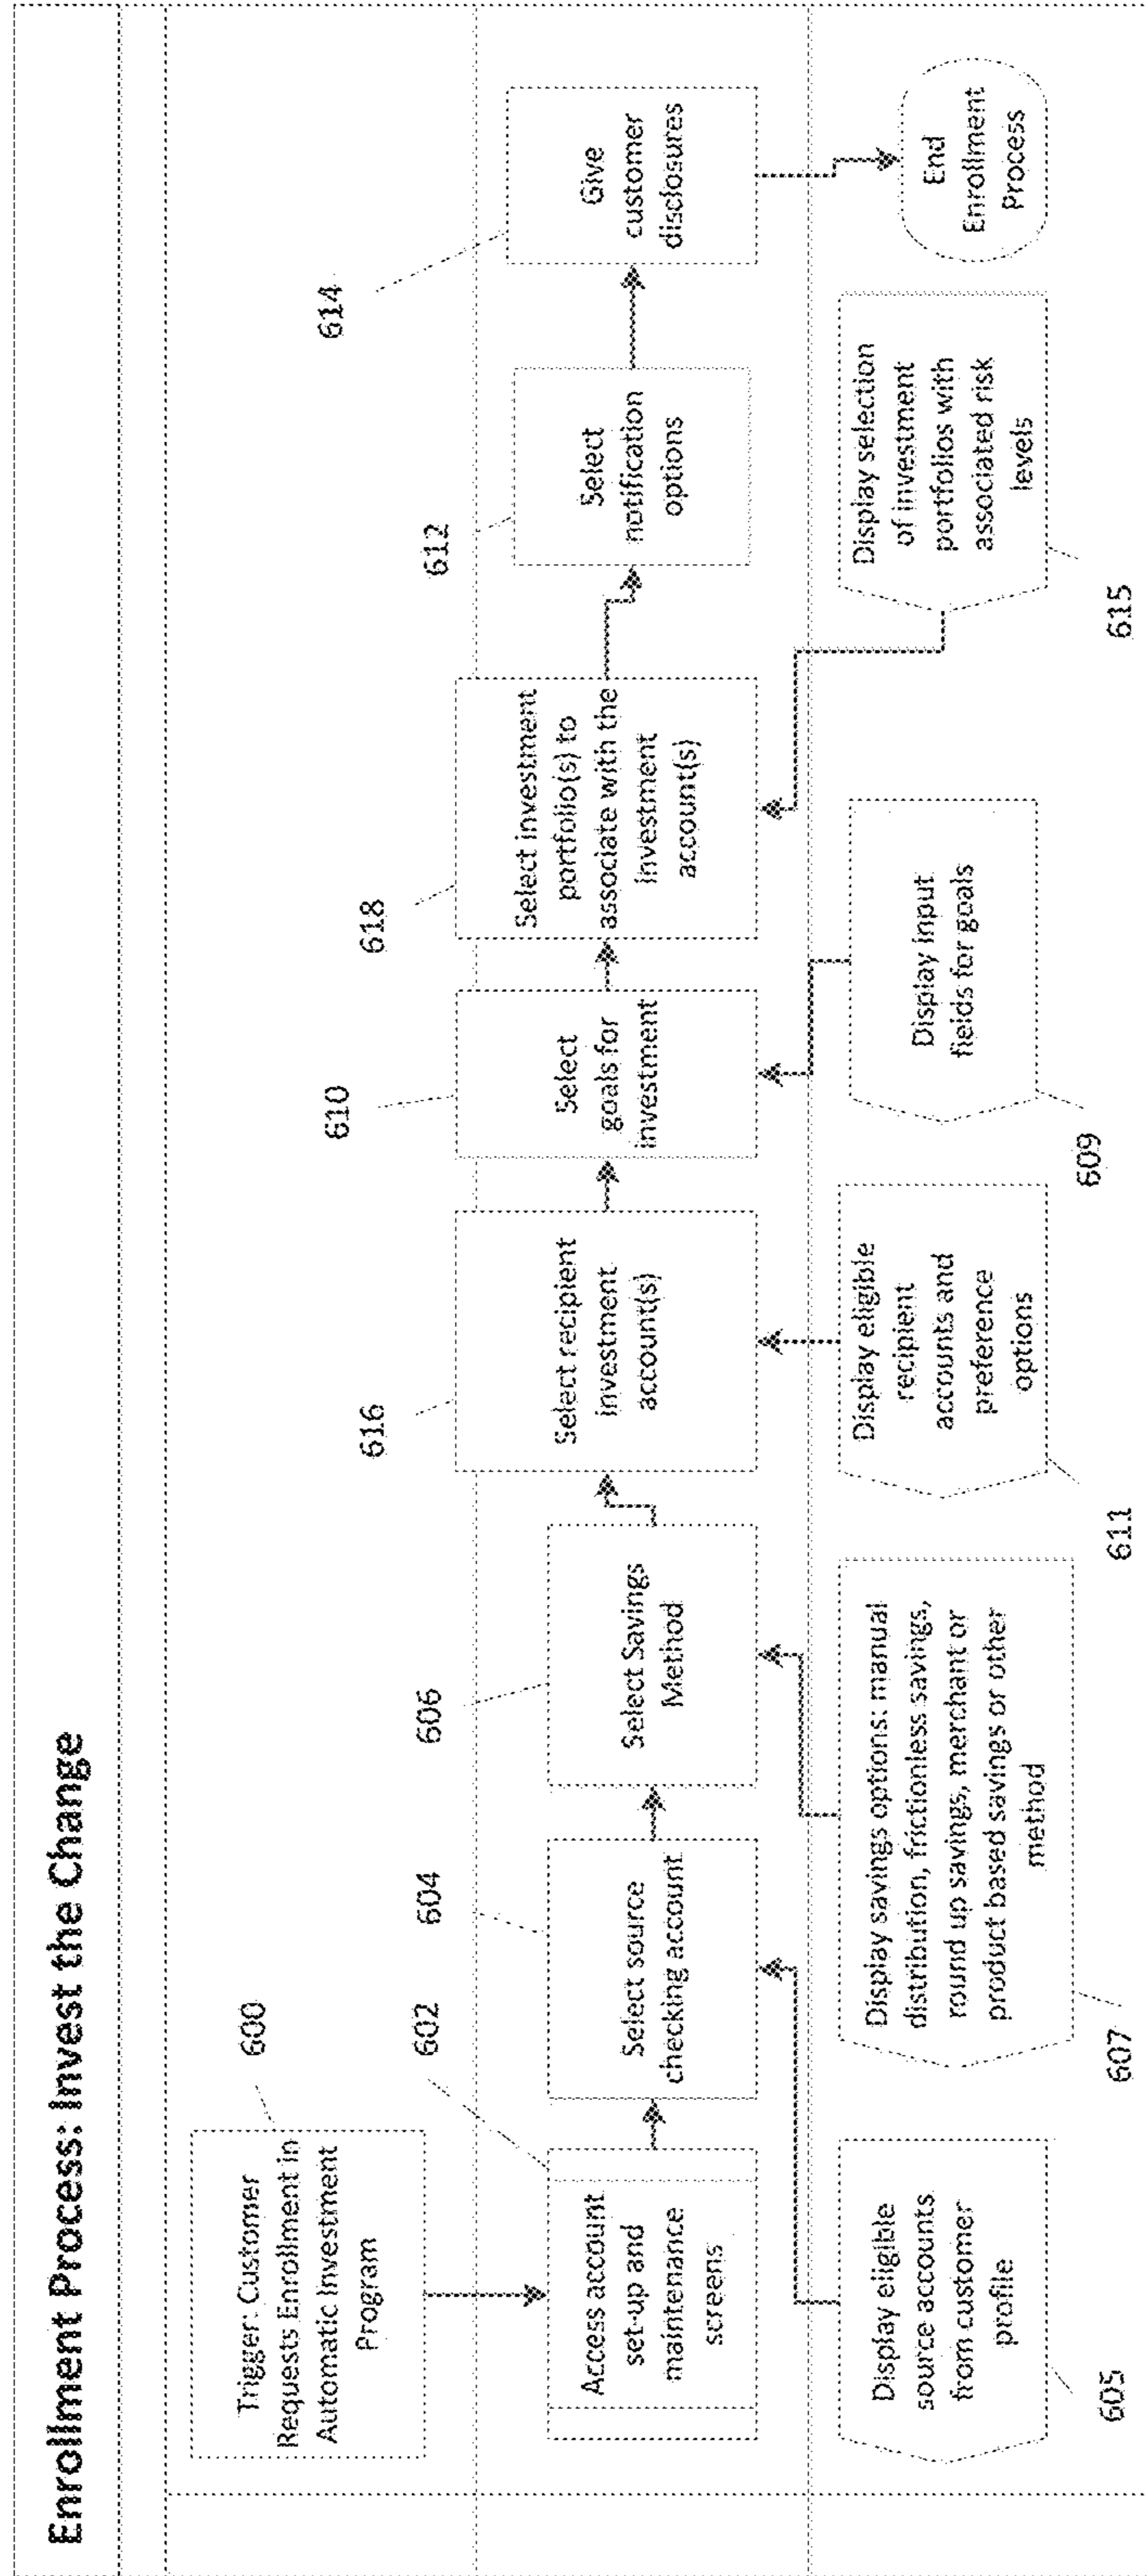 Enrollment Process: Invest the Change
600
Trigger: Customer
Requests Enrollment in
Automatic Investment
Program
602
Access account
set-up and
maintenance
screens
604
Select source
checking account
606
Select Savings
Method
616
Select recipient
investment
account(s)
610
Select
goals for
investment
618
Select investment
portfolio(s) to
associate with the
investment
account(s)
612
Select
notification
options
614
Give
customer
disclosures
Display eligible
source accounts
from customer
profile
605
Display savings options: manual
distribution, frictionless savings,
round up savings, merchant or
product based savings or other
method
607
Display eligible
recipient
accounts and
preference
options
611
Display input
fields for goals
609
Display selection
of investment
portfolios with
associated risk
levels
615
End
Enrollment
Process